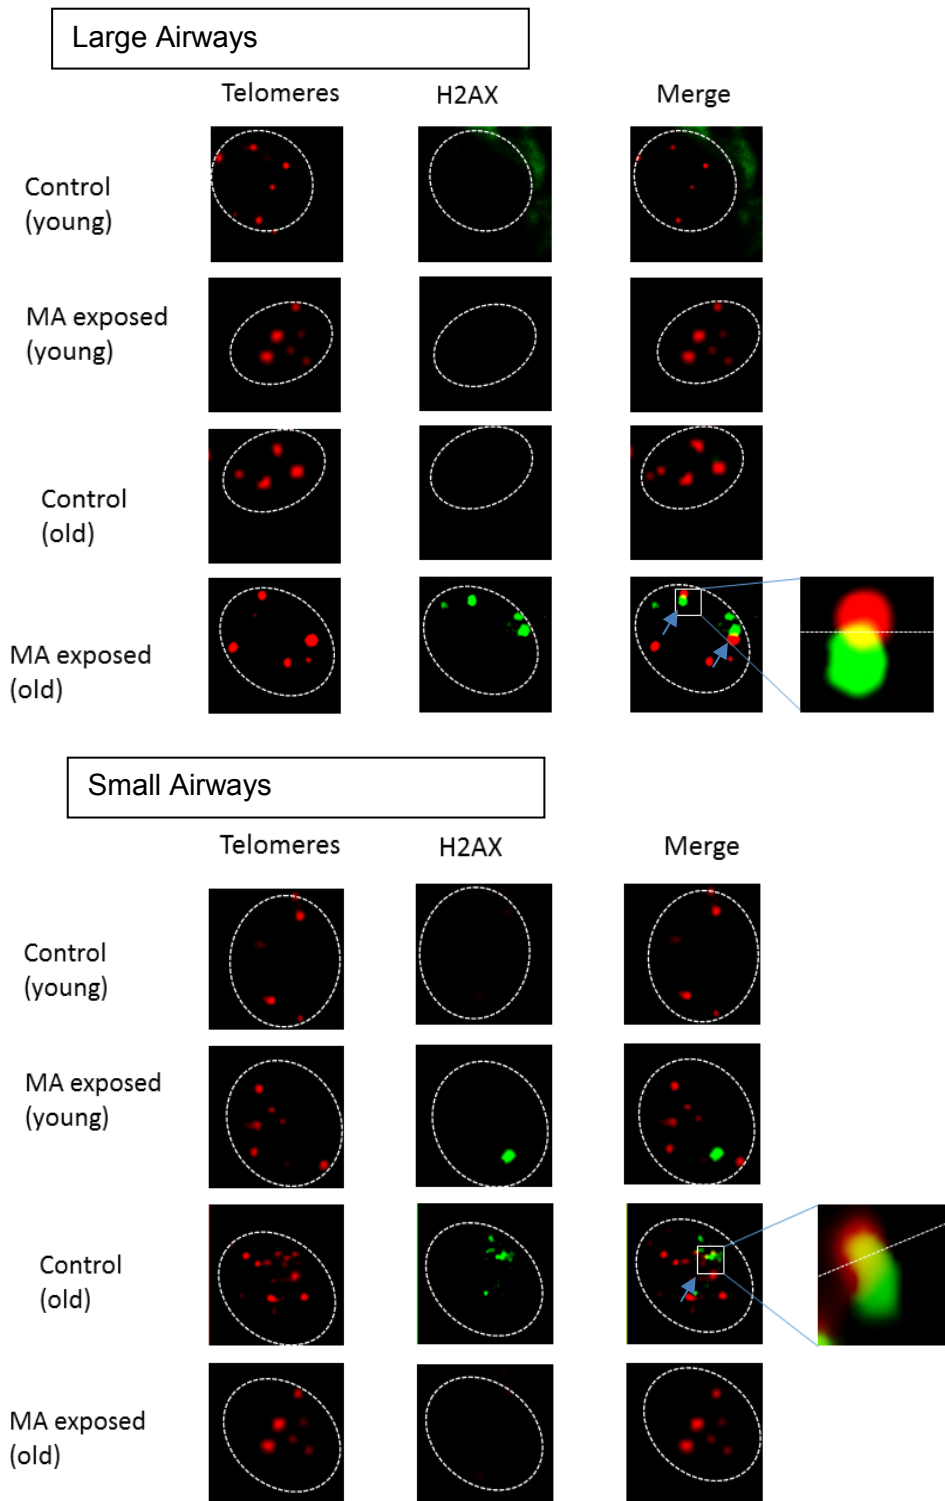 Large Airways
Telomeres H2AX Merge
Control
(young)
MA exposed
(young)
Control
(old)
MA exposed
(old)
Small Airways
Telomeres H2AX Merge
Control
(young)
MA exposed
(young)
Control
(old)
MA exposed
(old)